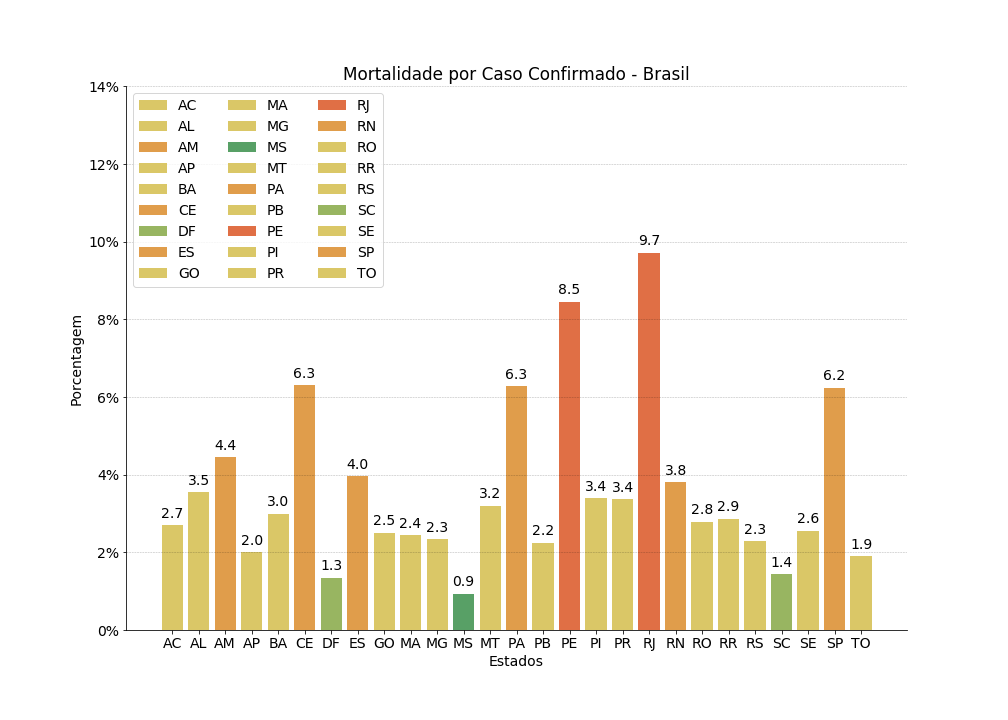 Mortalidade por Caso Confirmado - Brasil
14%
12%
10%
8%
6%
4%
2%
0%
Porcentagem
AC MA RJ
AL MG RN
AM MS RO
AP MT RR
BA PA RS
CE PB SC
DF PE SE
ES PI SP
GO PR TO
2.7 3.5 4.4 2.0 3.0 6.3 1.3 4.0 2.5 2.4 2.3 0.9 3.2 6.3 2.2 8.5 3.4 3.4 9.7 3.8 2.8 2.9 2.3 1.4 2.6 6.2 1.9
AC AL AM AP BA CE DF ES GO MA MG MS MT PA PB PE PI PR RJ RN RO RR RS SC SE SP TO
Estados